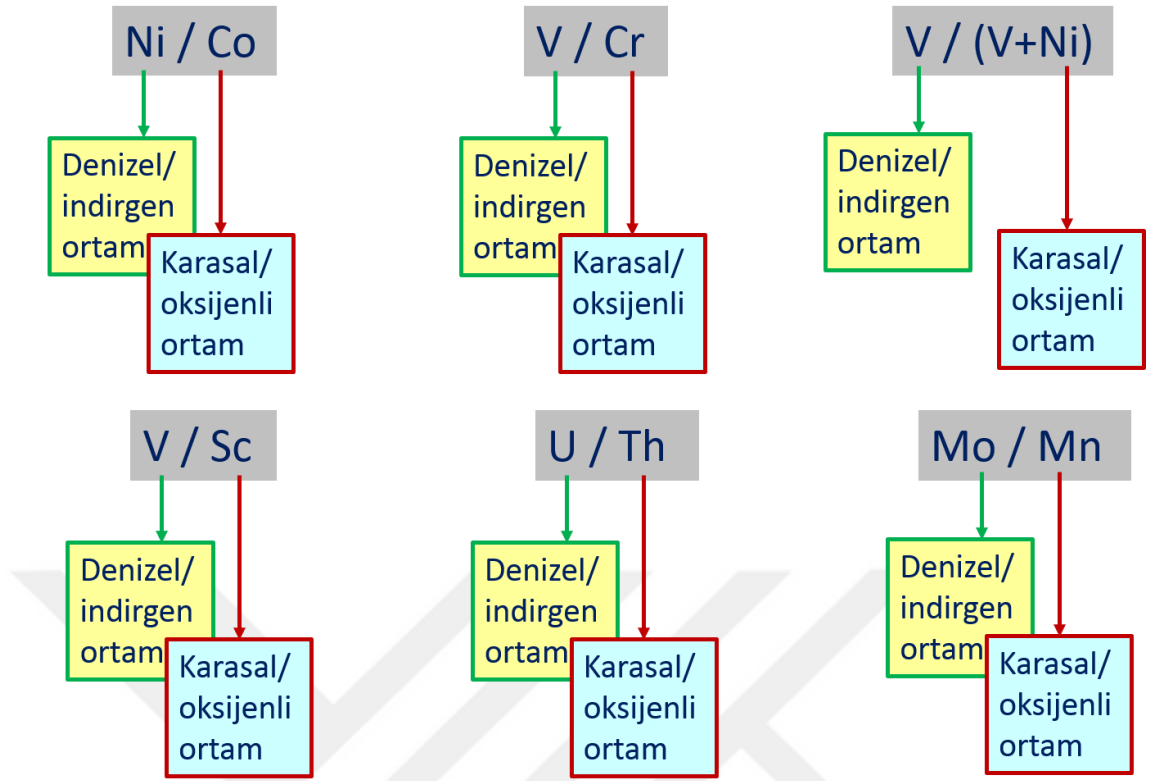 Ni / Co
Denizel/
indirgen
ortam
Karasal/
oksijenli
ortam
V / Cr
Denizel/
indirgen
ortam
Karasal/
oksijenli
ortam
V / (V+Ni)
Denizel/
indirgen
ortam
Karasal/
oksijenli
ortam
V / Sc
Denizel/
indirgen
ortam
Karasal/
oksijenli
ortam
U / Th
Denizel/
indirgen
ortam
Karasal/
oksijenli
ortam
Mo / Mn
Denizel/
indirgen
ortam
Karasal/
oksijenli
ortam